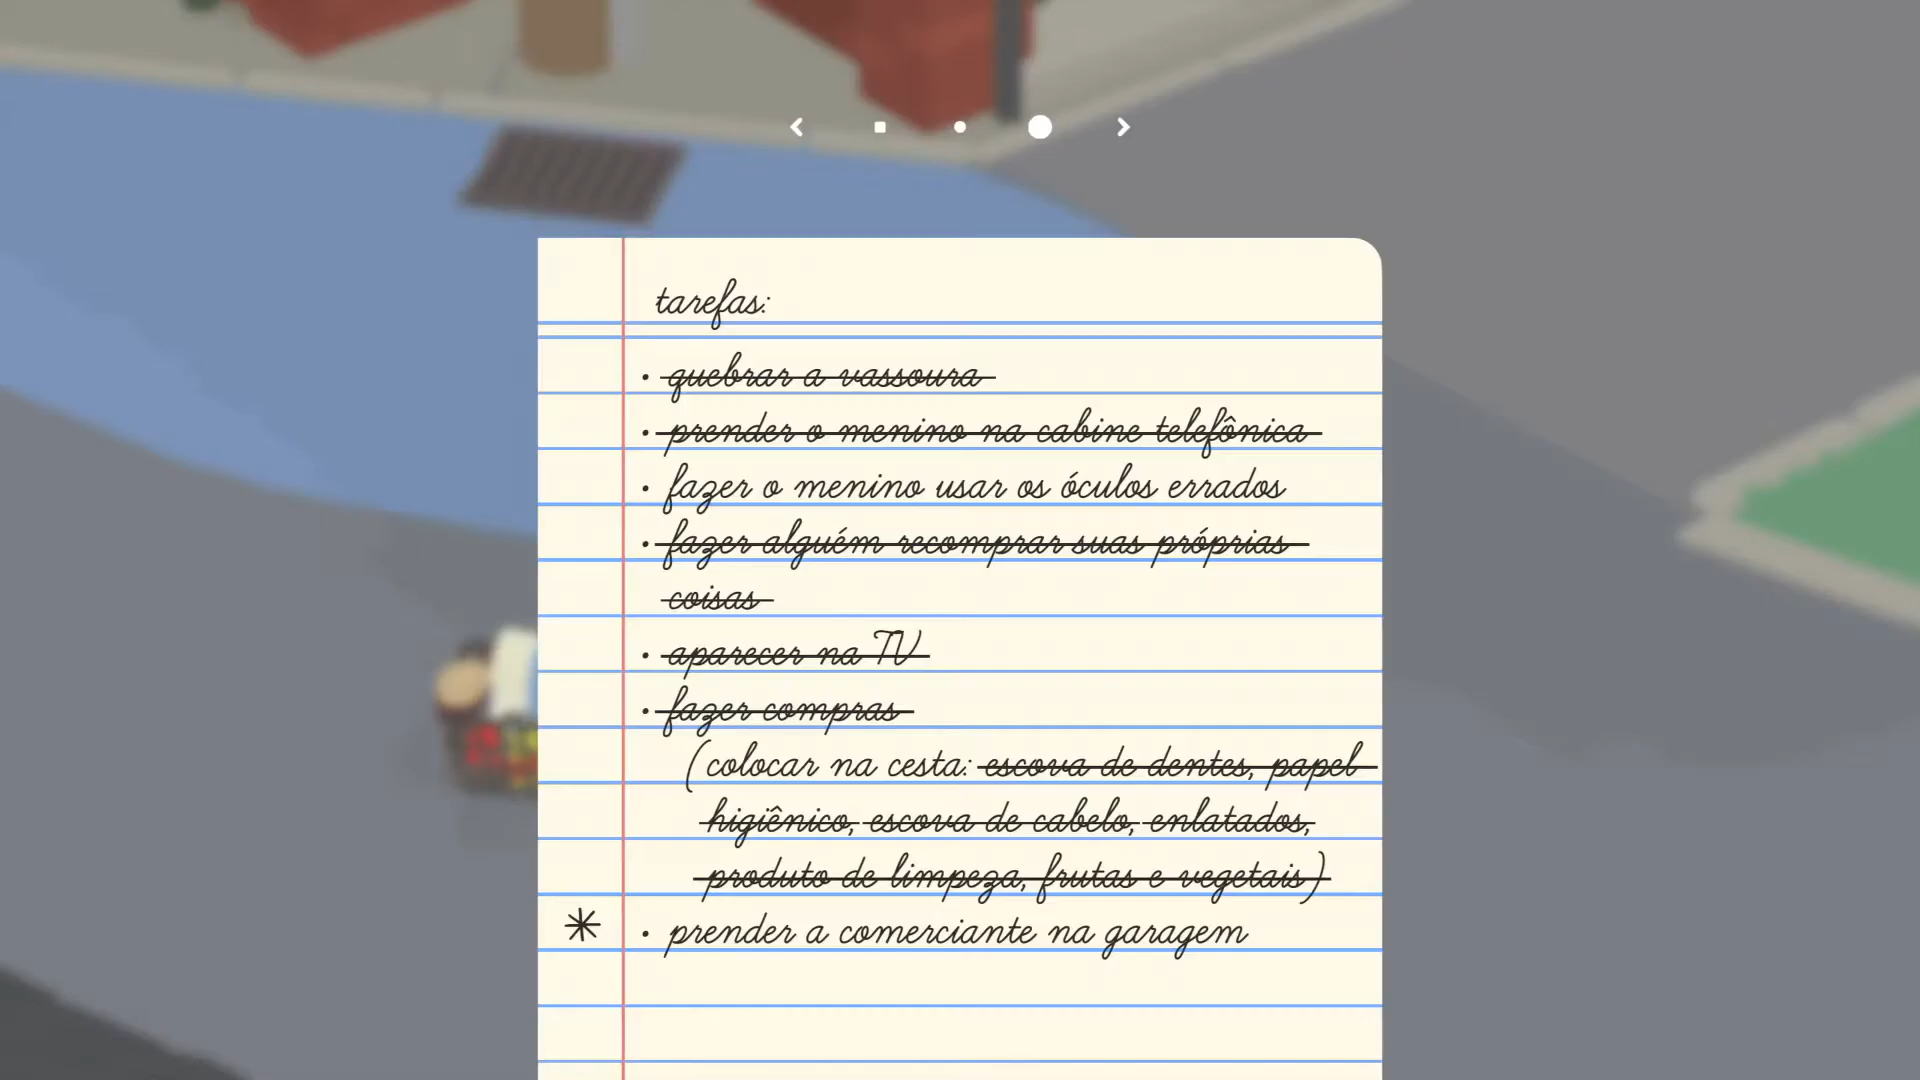 tarefas:
• quebrar a vassoura
• prender o menino na cabine telefônica
• fazer o menino usar os óculos errados
• fazer alguém recomprar suas próprias
coisas
• aparecer na TV
• fazer compras
(colocar na cesta: escova de dentes, papel
higiênico, escova de cabelo, enlatados,
produto de limpeza, frutas e vegetais)
* • prender a comerciante na garagem